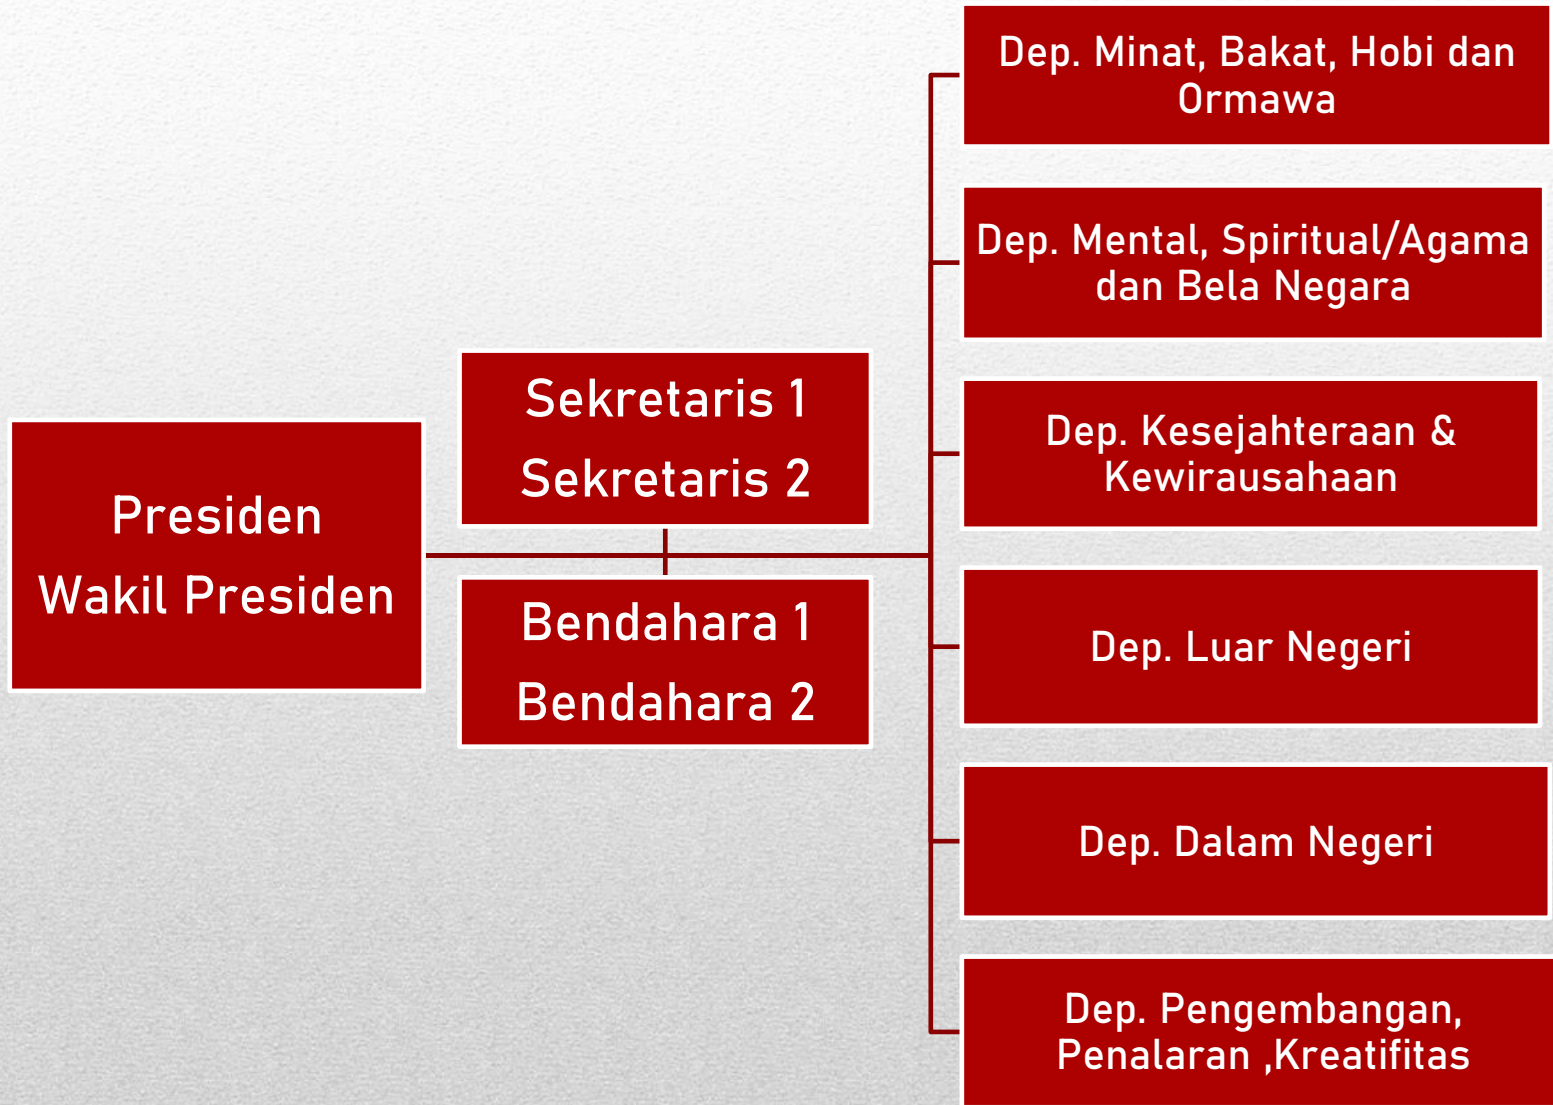 Presiden
Wakil Presiden
Sekretaris 1
Sekretaris 2
Bendahara 1
Bendahara 2
Dep. Minat, Bakat, Hobi dan
Ormawa
Dep. Mental, Spiritual/Agama
dan Bela Negara
Dep. Kesejahteraan &
Kewirausahaan
Dep. Luar Negeri
Dep. Dalam Negeri
Dep. Pengembangan,
Penalaran ,Kreatifitas